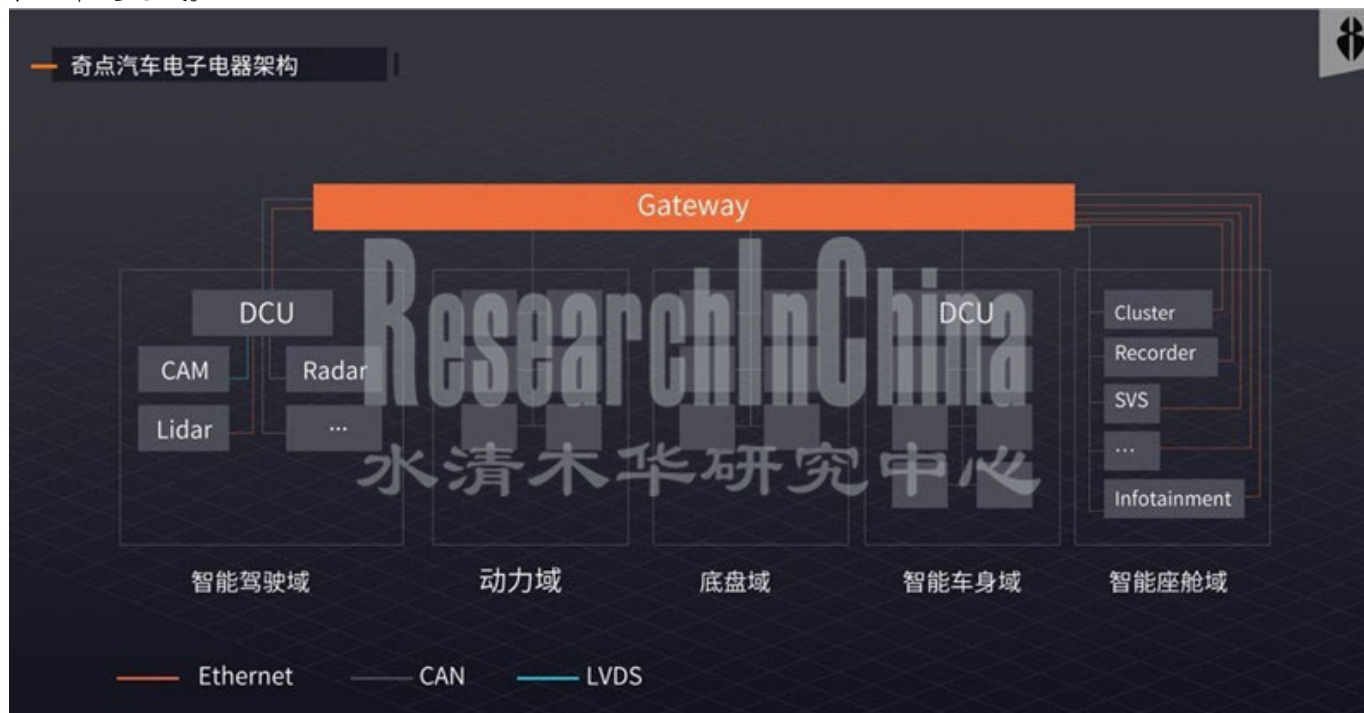 奇点汽车电子电器架构
Gateway
DCU
CAM
Radar
Lidar
...
DCU
Cluster
Recorder
SVS
...
Infotainment
ResearchInChina
水清木华研究中心
智能驾驶域
动力域
底盘域
智能车身域
智能座舱域
Ethernet
CAN
LVDS